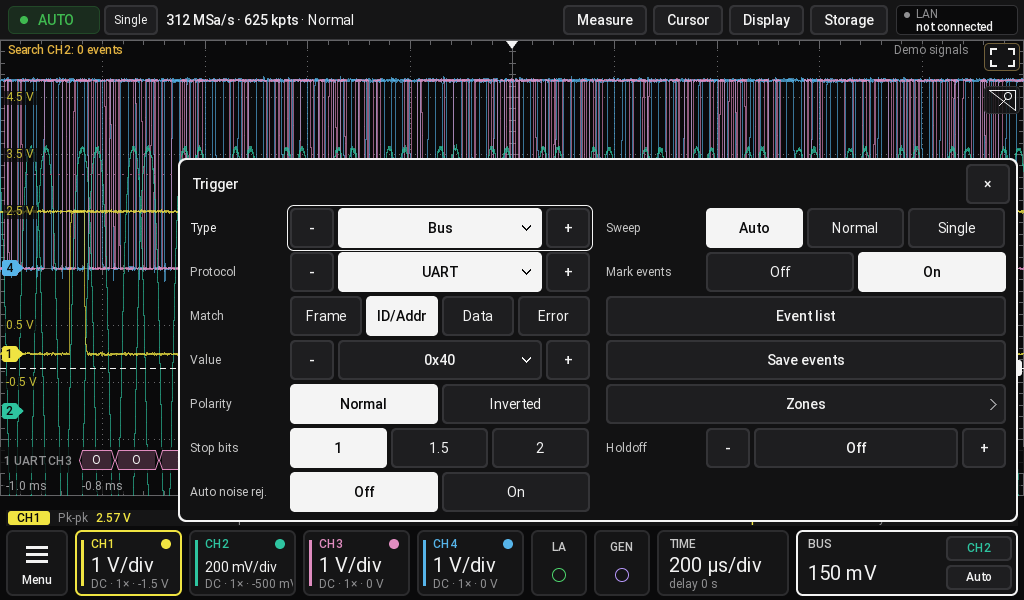 AUTO
Single
312 MSa/s · 625 kpts · Normal
Measure
Cursor
Display
Storage
LAN
not connected
Search CH2: 0 events
Demo signals
4.5 V
3.5 V
2.5 V
4
0.5 V
1
-0.5 V
2
1 UART CH3
O
O
-1.0 ms
-0.8 ms
Trigger
×
Type
-
Bus
+
Sweep
Auto
Normal
Single
Protocol
-
UART
+
Mark events
Off
On
Match
Frame
ID/Addr
Data
Error
Event list
Value
-
0x40
+
Save events
Polarity
Normal
Inverted
Zones
Stop bits
1
1.5
2
Holdoff
-
Off
+
Auto noise rej.
Off
On
CH1
Pk-pk
2.57 V
Menu
CH1
1 V/div
DC · 1× · -1.5 V
CH2
200 mV/div
DC · 1× · -500 mV
CH3
1 V/div
DC · 1× · 0 V
CH4
1 V/div
DC · 1× · 0 V
LA
GEN
TIME
200 µs/div
delay 0 s
BUS
150 mV
CH2
Auto